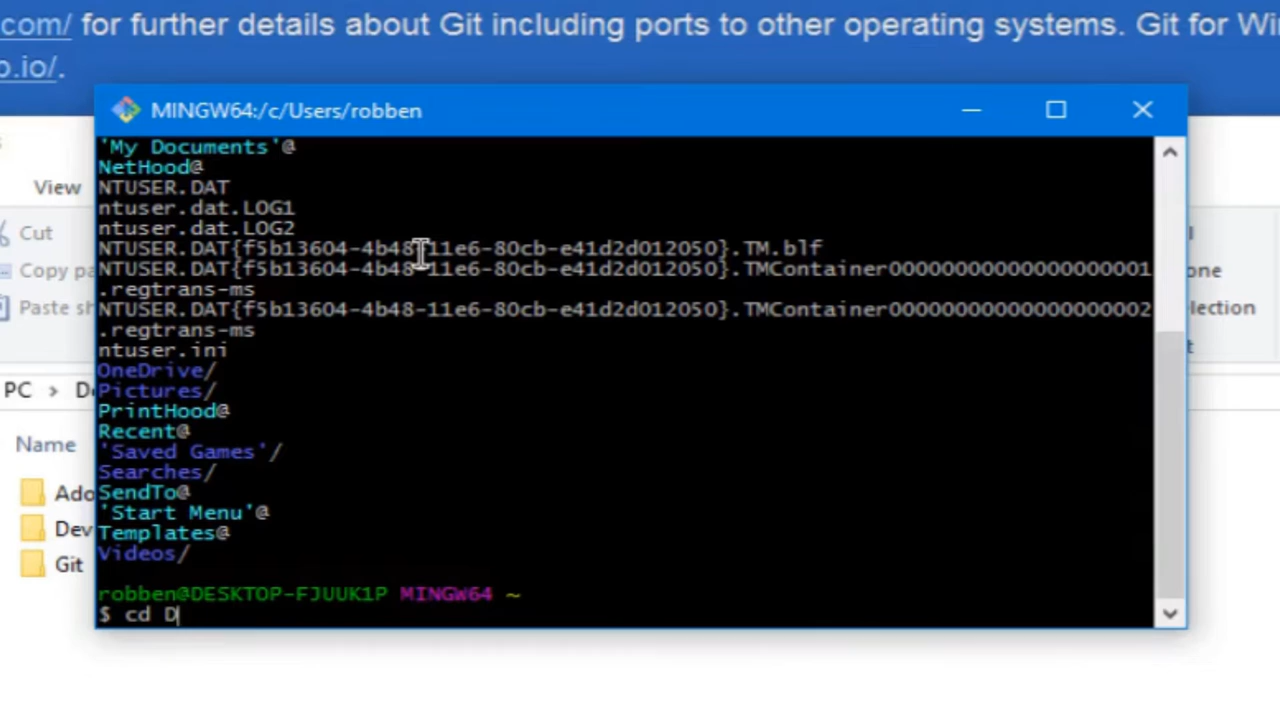 com/ for further details about Git including ports to other operating systems. Git for Wi
o.io/.
MINGW64:/c/Users/robben
'My Documents'@
NetHood@
NTUSER.DAT
ntuser.dat.LOG1
ntuser.dat.LOG2
NTUSER.DAT{f5b13604-4b48-11e6-80cb-e41d2d012050}.TM.blf
NTUSER.DAT{f5b13604-4b48-11e6-80cb-e41d2d012050}.TMContainer00000000000000000001
.regtrans-ms
NTUSER.DAT{f5b13604-4b48-11e6-80cb-e41d2d012050}.TMContainer00000000000000000002
.regtrans-ms
ntuser.ini
OneDrive/
Pictures/
PrintHood@
Recent@
'Saved Games'/
Searches/
SendTo@
'Start Menu'@
Templates@
Videos/
robben@DESKTOP-FJUUK1P MINGW64 ~
$ cd D
View
Cut
Copy pa
Paste sh
one
lection
PC > D
Name
Ado
Dev
Git